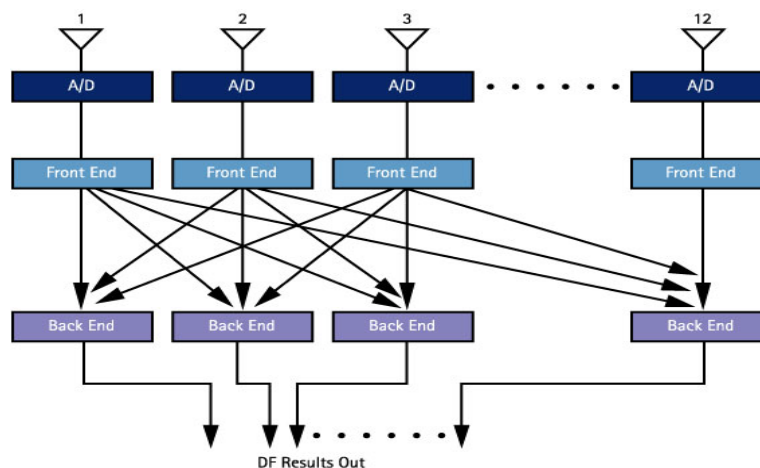 1 2 3 12
A/D A/D A/D A/D
Front End Front End Front End Front End
Back End Back End Back End Back End
DF Results Out